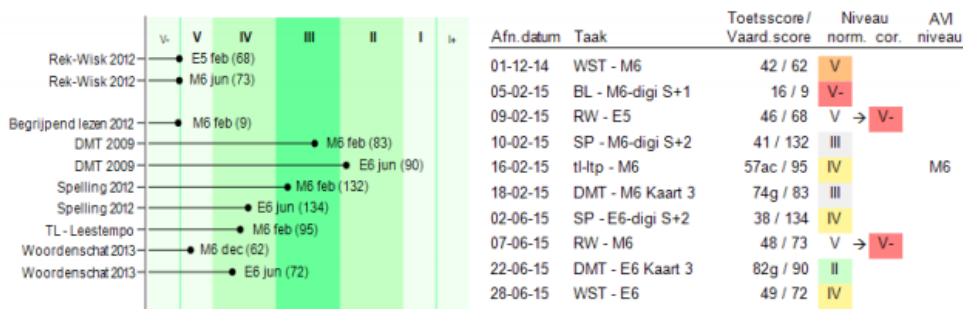 V- V IV III II I I+
Rek-Wisk 2012 E5 feb (68)
Rek-Wisk 2012 M6 jun (73)
Begrijpend lezen 2012 M6 feb (9)
DMT 2009 M6 feb (83)
DMT 2009 E6 jun (90)
Spelling 2012 M6 feb (132)
Spelling 2012 E6 jun (134)
TL - Leestempo M6 feb (95)
Woordenschat 2013 M6 dec (62)
Woordenschat 2013 E6 jun (72)
Toetsscore / Niveau AVI
Afn.datum Taak Vaard.score norm. cor. niveau
01-12-14 WST - M6 42 / 62 V
05-02-15 BL - M6-digi S+1 16 / 9 V-
09-02-15 RW - E5 46 / 68 V → V-
10-02-15 SP - M6-digi S+2 41 / 132 III
16-02-15 tl-ltp - M6 57ac / 95 IV M6
18-02-15 DMT - M6 Kaart 3 74g / 83 III
02-06-15 SP - E6-digi S+2 38 / 134 IV
07-06-15 RW - M6 48 / 73 V → V-
22-06-15 DMT - E6 Kaart 3 82g / 90 II
28-06-15 WST - E6 49 / 72 IV